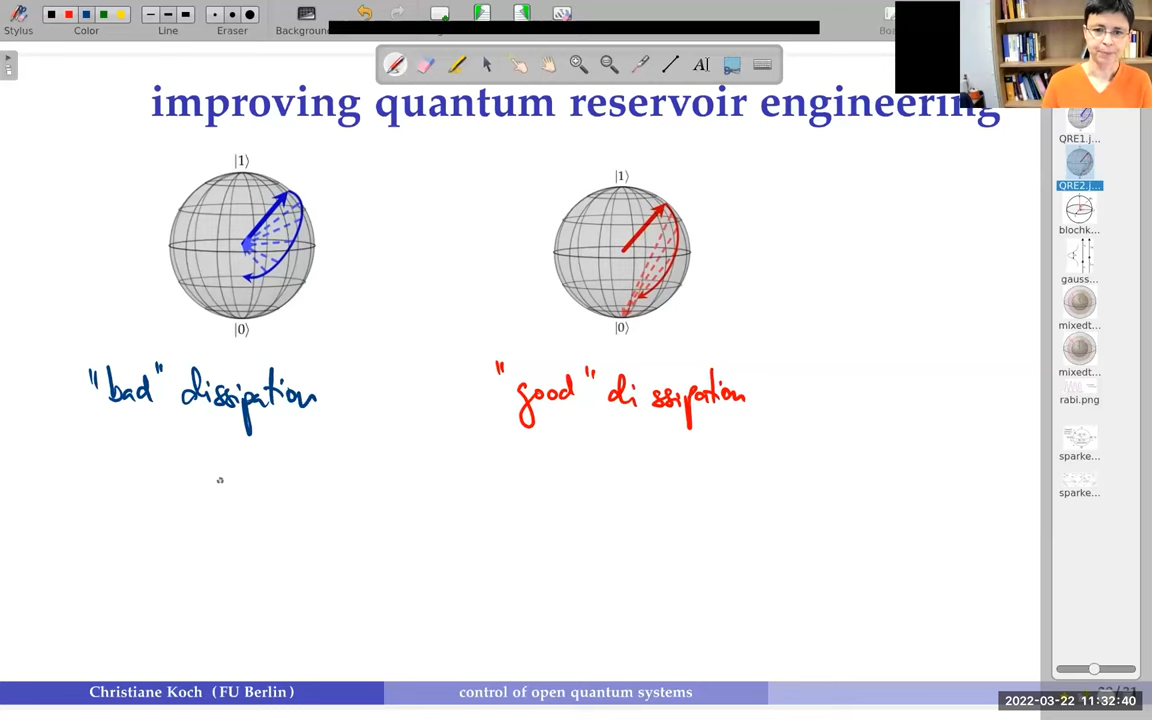 Stylus
Color
Line
Eraser
Background
improving quantum reservoir engineering
|1⟩
|1⟩
|0⟩
|0⟩
"bad" dissipation
"good" dissipation
QRE1.j...
QRE2.j...
blochk...
gauss...
mixedt...
mixedt...
rabi.png
sparke...
sparke...
Christiane Koch (FU Berlin)
control of open quantum systems
2022-03-22 11:32:40